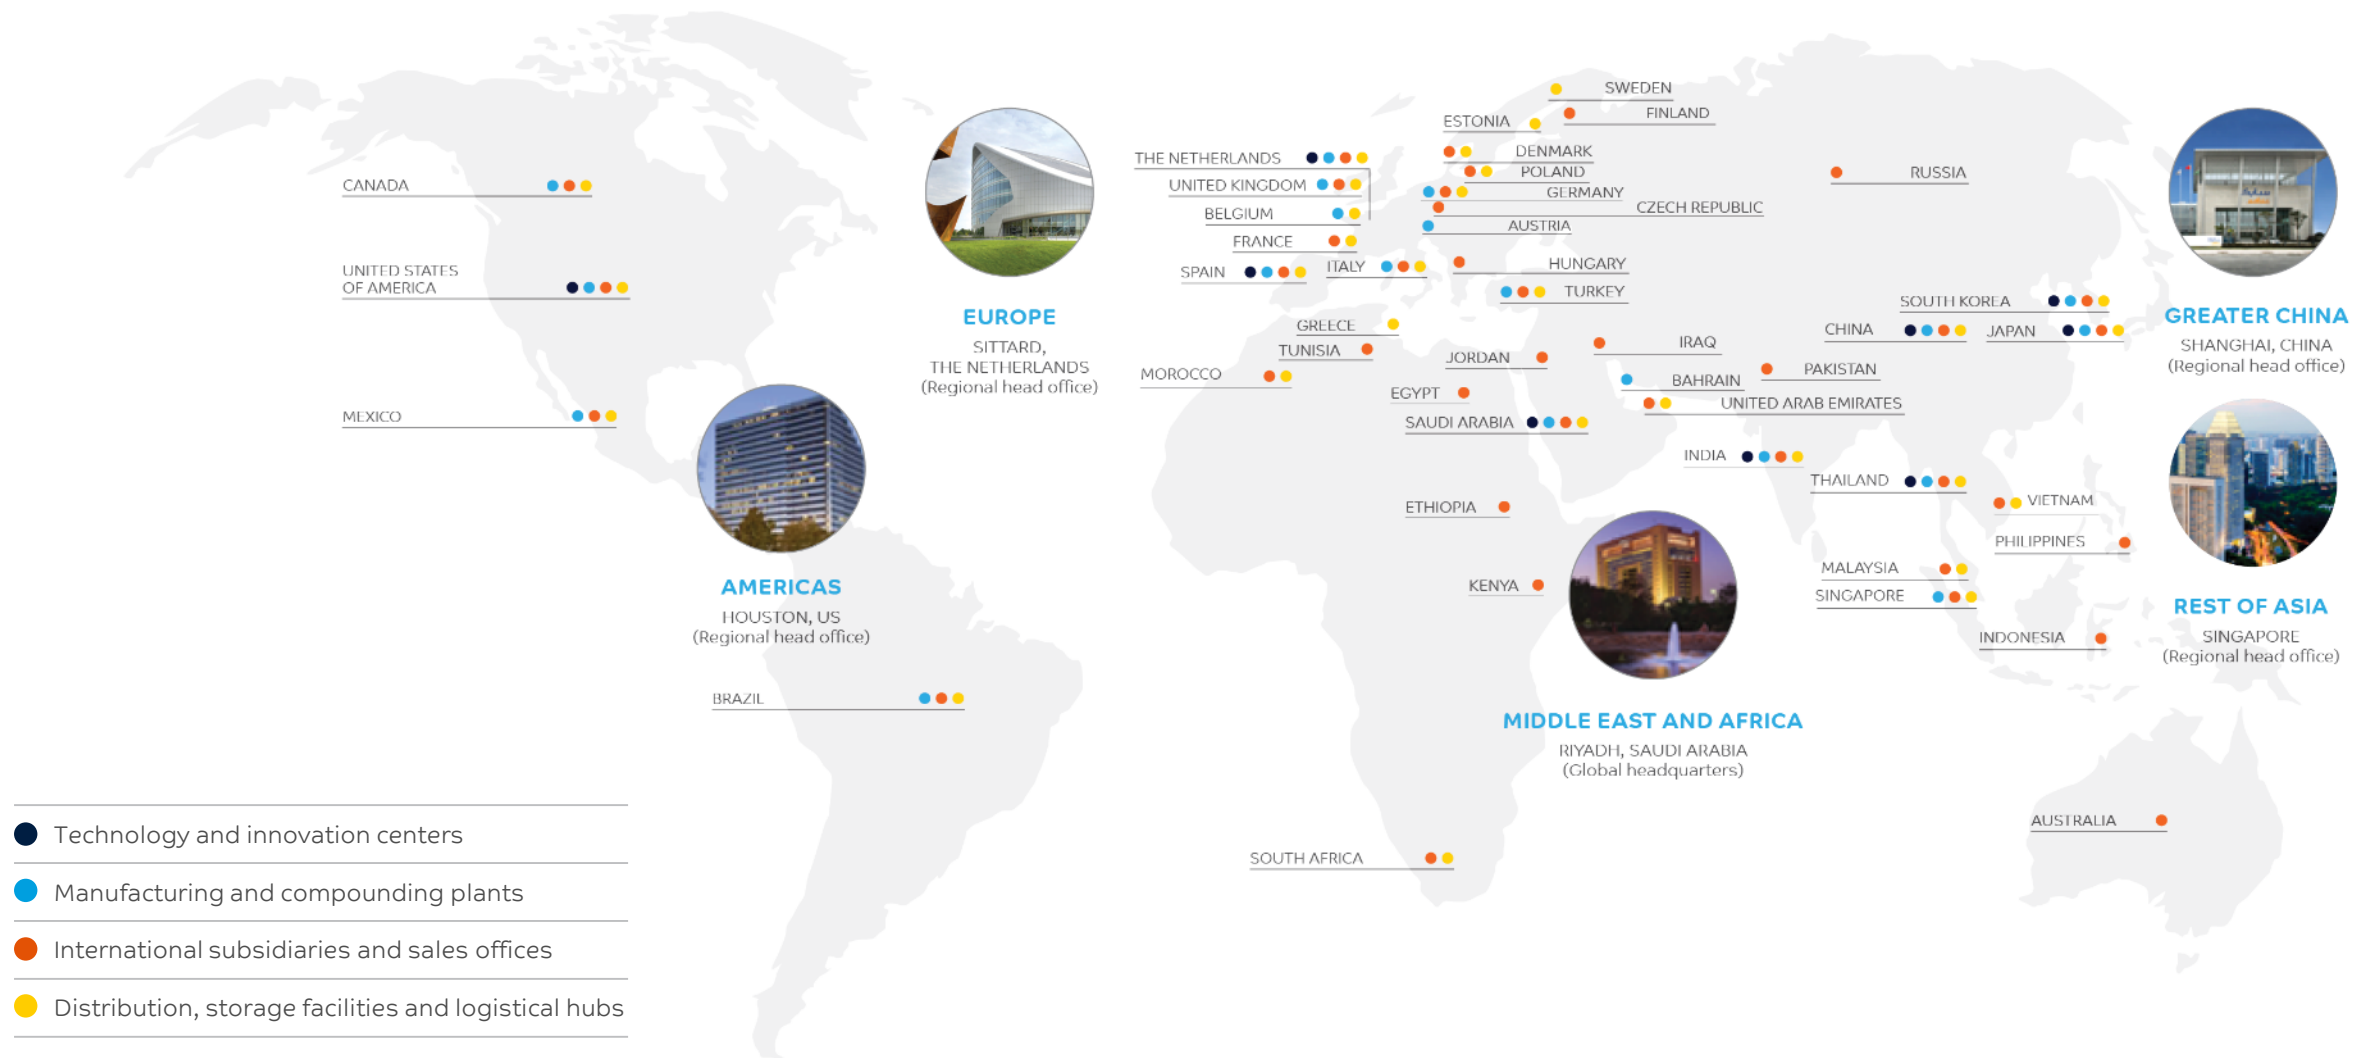 CANADA
UNITED STATES
OF AMERICA
MEXICO
BRAZIL
AMERICAS
HOUSTON, US
(Regional head office)
EUROPE
SITTARD,
THE NETHERLANDS
(Regional head office)
THE NETHERLANDS
UNITED KINGDOM
BELGIUM
FRANCE
SPAIN
ITALY
SWEDEN
FINLAND
ESTONIA
DENMARK
POLAND
GERMANY
CZECH REPUBLIC
AUSTRIA
HUNGARY
TURKEY
RUSSIA
GREECE
TUNISIA
MOROCCO
JORDAN
EGYPT
SAUDI ARABIA
IRAQ
BAHRAIN
PAKISTAN
UNITED ARAB EMIRATES
INDIA
ETHIOPIA
KENYA
SOUTH AFRICA
MIDDLE EAST AND AFRICA
RIYADH, SAUDI ARABIA
(Global headquarters)
SOUTH KOREA
CHINA
JAPAN
THAILAND
VIETNAM
PHILIPPINES
MALAYSIA
SINGAPORE
INDONESIA
AUSTRALIA
GREATER CHINA
SHANGHAI, CHINA
(Regional head office)
REST OF ASIA
SINGAPORE
(Regional head office)
Technology and innovation centers
Manufacturing and compounding plants
International subsidiaries and sales offices
Distribution, storage facilities and logistical hubs